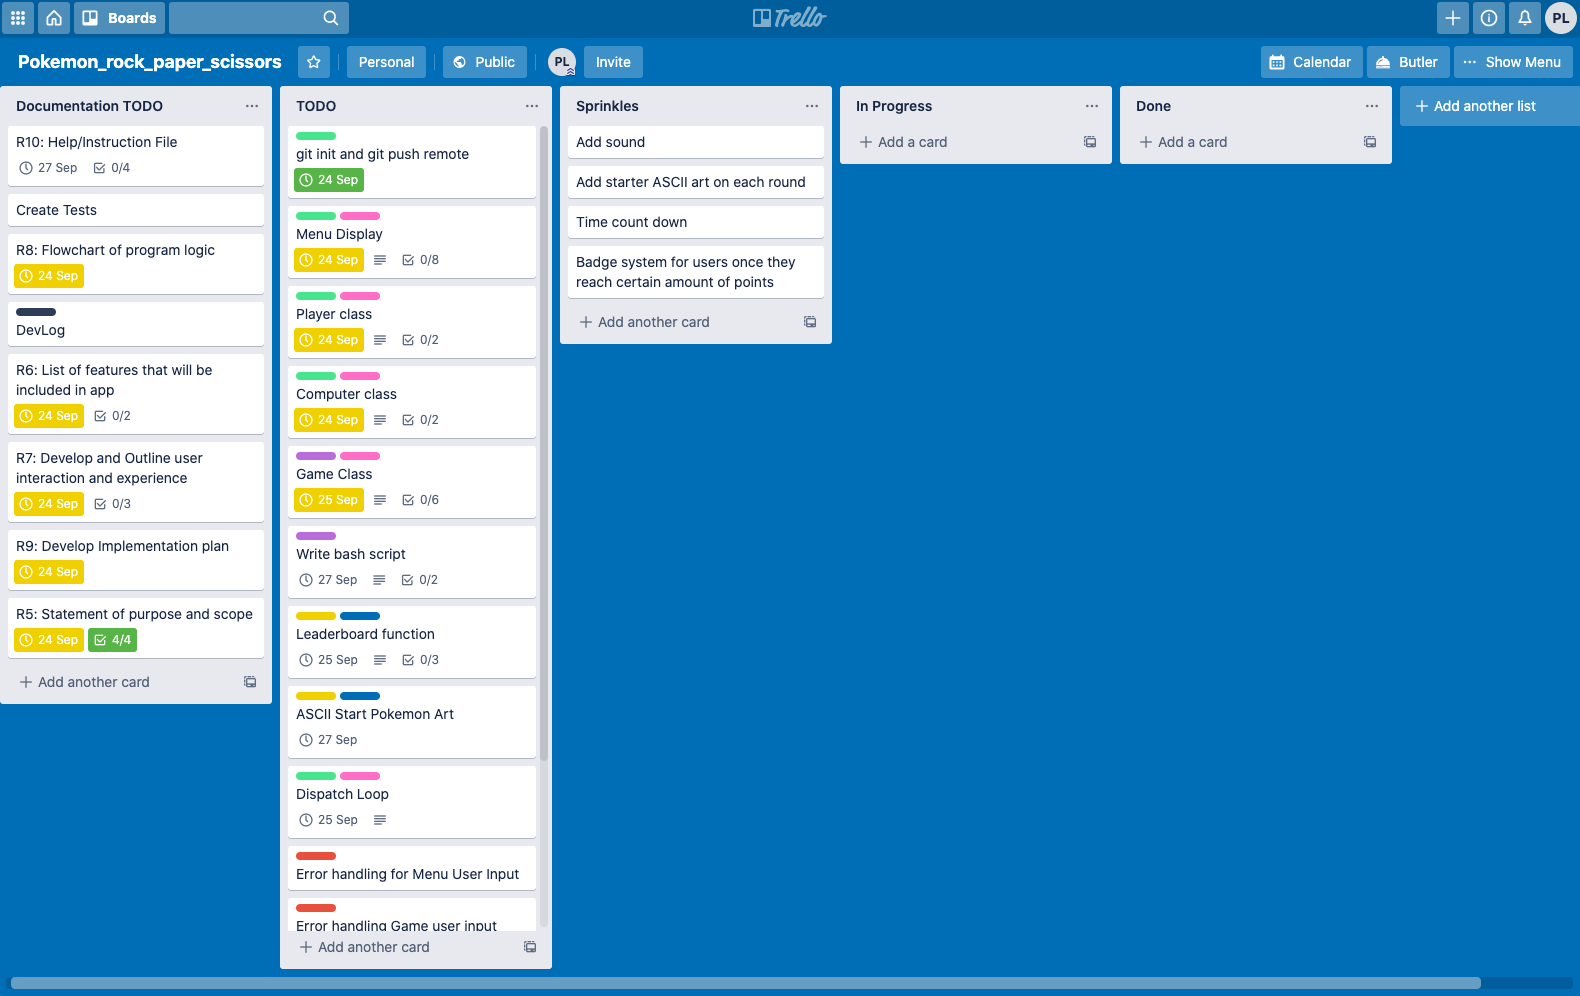 Boards
Trello
PL
Pokemon_rock_paper_scissors
Personal
Public
PL
Invite
Calendar
Butler
Show Menu
Documentation TODO
R10: Help/Instruction File
27 Sep
0/4
Create Tests
R8: Flowchart of program logic
24 Sep
DevLog
R6: List of features that will be
included in app
24 Sep
0/2
R7: Develop and Outline user
interaction and experience
24 Sep
0/3
R9: Develop Implementation plan
24 Sep
R5: Statement of purpose and scope
24 Sep
4/4
Add another card
TODO
git init and git push remote
24 Sep
Menu Display
24 Sep
0/8
Player class
24 Sep
0/2
Computer class
24 Sep
0/2
Game Class
25 Sep
0/6
Write bash script
27 Sep
0/2
Leaderboard function
25 Sep
0/3
ASCII Start Pokemon Art
27 Sep
Dispatch Loop
25 Sep
Error handling for Menu User Input
Error handling Game user input
Add another card
Sprinkles
Add sound
Add starter ASCII art on each round
Time count down
Badge system for users once they
reach certain amount of points
Add another card
In Progress
Add a card
Done
Add a card
Add another list